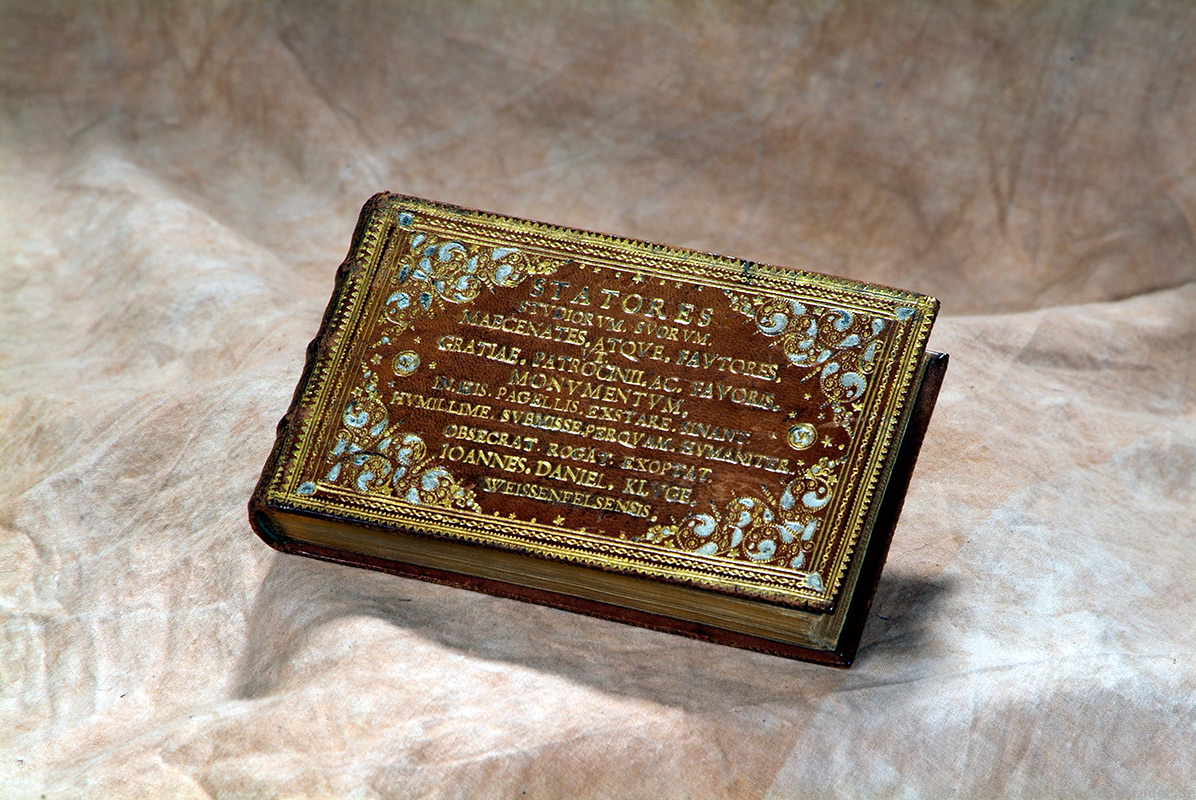 STATORES
STVDIORVM. SVORVM.
MAECENATES, ATQVE, FAVTORES,
VT
GRATIAE, PATROCINII, AC, FAVORIS,
MONVMENTVM,
IN. HIS. PAGELLIS. EXSTARE. SINANT
HVMILLIME. SVBMISSE. PERQVAM. HVMANITER.
OBSECRAT. ROGAT. EXOPTAT.
IOANNES. DANIEL. KLVGE.
WEISSENFELSENSIS.